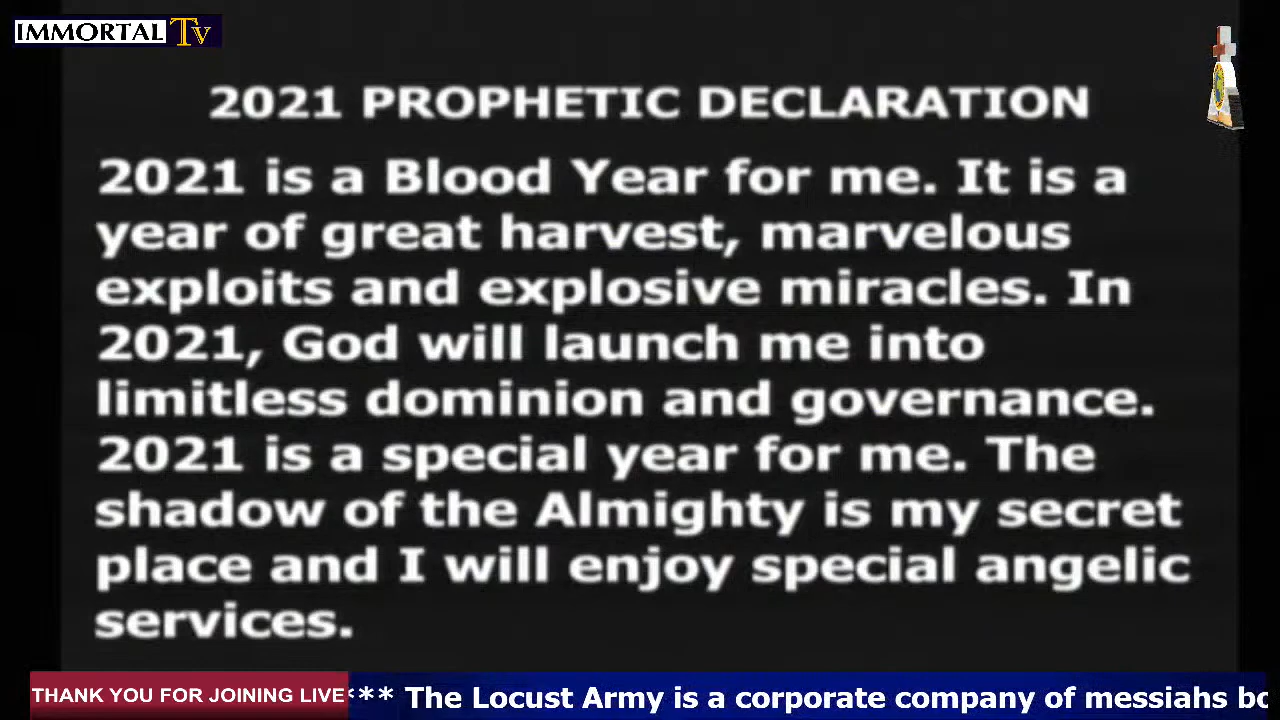 IMMORTAL Tv
2021 PROPHETIC DECLARATION
2021 is a Blood Year for me. It is a
year of great harvest, marvelous
exploits and explosive miracles. In
2021, God will launch me into
limitless dominion and governance.
2021 is a special year for me. The
shadow of the Almighty is my secret
place and I will enjoy special angelic
services.
THANK YOU FOR JOINING LIVE
** The Locust Army is a corporate company of messiahs